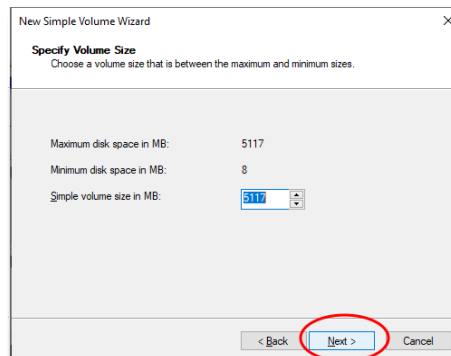 New Simple Volume Wizard
Specify Volume Size
Choose a volume size that is between the maximum and minimum sizes.
Maximum disk space in MB: 5117
Minimum disk space in MB: 8
Simple volume size in MB: 5117
< Back Next > Cancel